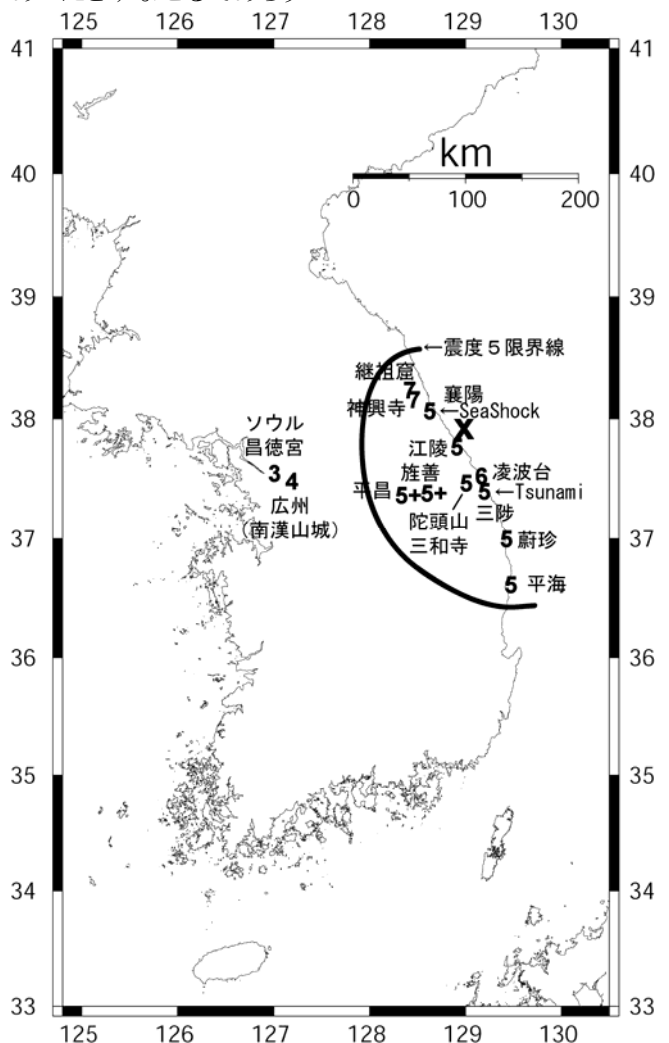 125 126 127 128 129 130
41 41
km
40 40
0 100 200
39 39
←震度５限界線
継祖窟
7 襄陽
神興寺 7 5 ←SeaShock
38 38
ソウル
昌徳宮
X
江陵 5
3 4
旌善
6 凌波台
平昌 5+ 5+ 5 5 ←Tsunami
広州
(南漢山城)
陀頭山
三和寺
三陟
37 5 蔚珍 37
5 平海
36 36
35 35
34 34
33 33
125 126 127 128 129 130